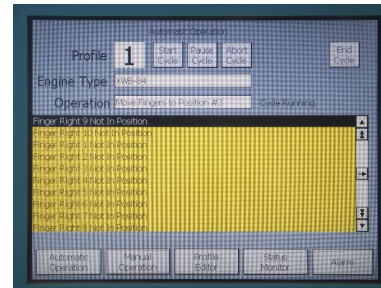 Automatic Operation
Profile 1 Start Cycle Pause Cycle Abort Cycle End Cycle
Engine Type XWB-84
Operation Move Fingers to Position #3 Cycle Running
Finger Right 9 Not In Position
Finger Right 10 Not In Position
Finger Right 1 Not In Position
Finger Right 2 Not In Position
Finger Right 3 Not In Position
Finger Right 4 Not In Position
Finger Right 5 Not In Position
Finger Right 6 Not In Position
Finger Right 7 Not In Position
Finger Right 8 Not In Position
Automatic Operation Manual Operation Profile Editor Status Monitor Alarm